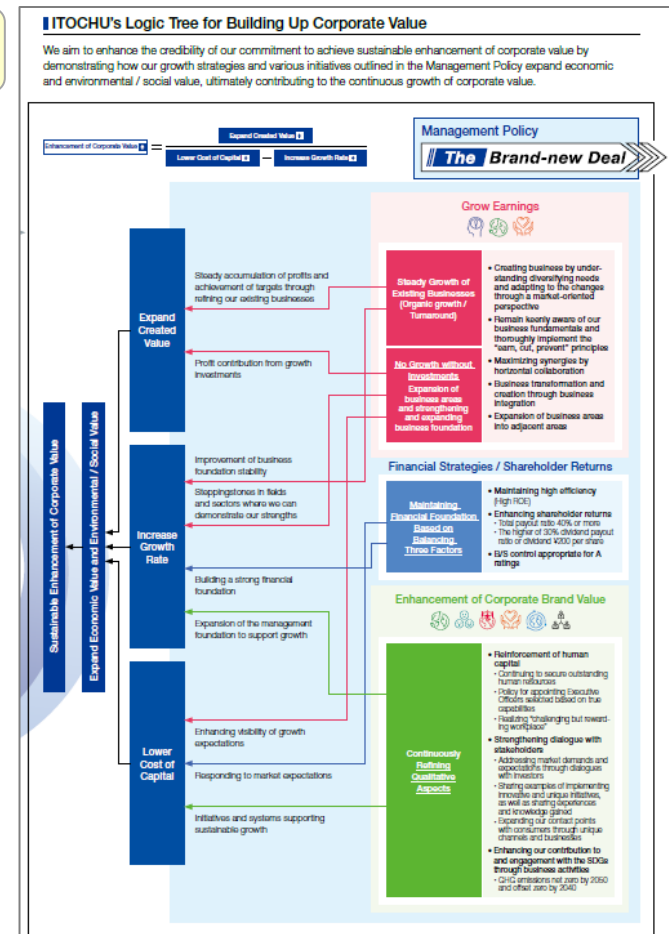 ITOCHU's Logic Tree for Building Up Corporate Value
We aim to enhance the credibility of our commitment to achieve sustainable enhancement of corporate value by
demonstrating how our growth strategies and various initiatives outlined in the Management Policy expand economic
and environmental / social value, ultimately contributing to the continuous growth of corporate value.
Enhancement of Corporate Value
=
Expand Created Value
Lower Cost of Capital
—
Increase Growth Rate
Management Policy
The Brand-new Deal
Sustainable Enhancement of Corporate Value
Expand Economic Value and Environmental / Social Value
Expand
Created
Value
Increase
Growth
Rate
Lower
Cost of
Capital
Steady accumulation of profits and
achievement of targets through
refining our existing businesses
Profit contribution from growth
investments
Improvement of business
foundation stability
Steppingstones in fields
and sectors where we can
demonstrate our strengths
Building a strong financial
foundation
Expansion of the management
foundation to support growth
Enhancing visibility of growth
expectations
Responding to market expectations
Initiatives and systems supporting
sustainable growth
Grow Earnings
Steady Growth of
Existing Businesses
(Organic growth /
Turnaround)
No Growth without
Investments
Expansion of
business areas
and strengthening
and expanding
business foundation
• Creating business by under-
standing diversifying needs
and adapting to the changes
through a market-oriented
perspective
• Remain keenly aware of our
business fundamentals and
thoroughly implement the
"earn, cut, prevent" principles
• Maximizing synergies by
horizontal collaboration
• Business transformation and
creation through business
integration
• Expansion of business areas
into adjacent areas
Financial Strategies / Shareholder Returns
Maintaining
Financial Foundation
Based on
Balancing
Three Factors
• Maintaining high efficiency
(High ROE)
• Enhancing shareholder returns
・Total payout ratio 40% or more
・The higher of 30% dividend payout
ratio or dividend ¥200 per share
• B/S control appropriate for A
ratings
Enhancement of Corporate Brand Value
Continuously
Refining
Qualitative
Aspects
• Reinforcement of human
capital
・Continuing to secure outstanding
human resources
・Policy for appointing Executive
Officers selected based on true
capabilities
・Realizing "challenging but reward-
ing workplace"
• Strengthening dialogue with
stakeholders
・Addressing market demands and
expectations through dialogues
with investors
・Sharing examples of implementing
innovative and unique initiatives,
as well as sharing experiences
and knowledge gained
・Expanding our contact points
with consumers through unique
channels and businesses
• Enhancing our contribution to
and engagement with the SDGs
through business activities
・GHG emissions net zero by 2050
and offset zero by 2040